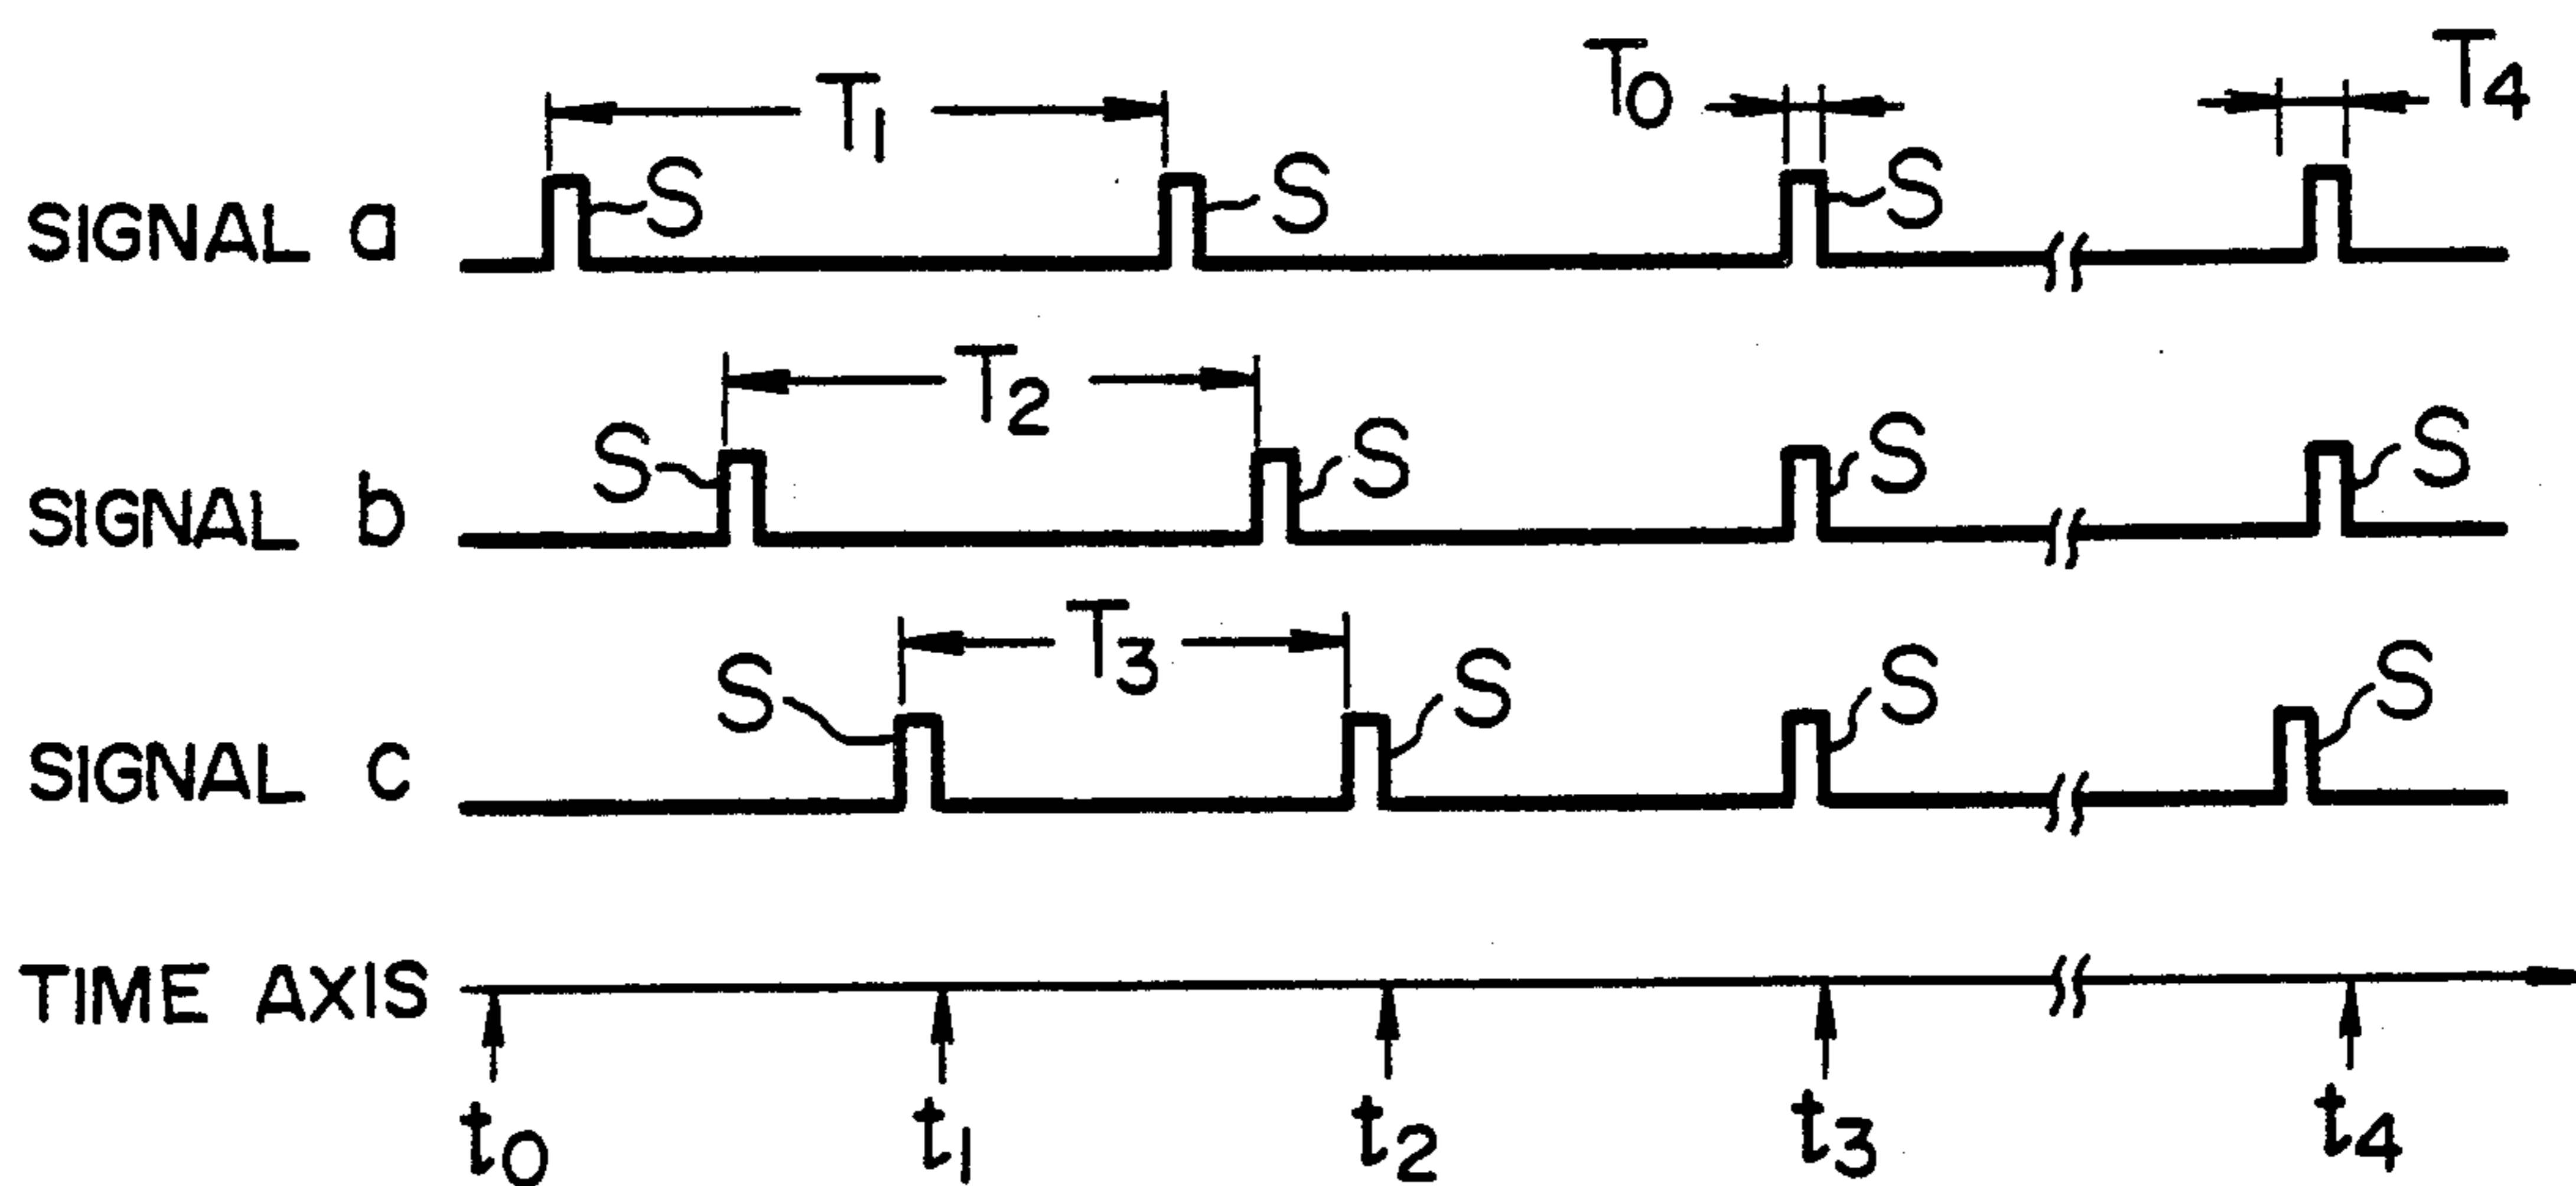 T1 T0 T4
SIGNAL a S S S
T2
SIGNAL b S S S S
T3
SIGNAL c S S S S
TIME AXIS
t0 t1 t2 t3 t4